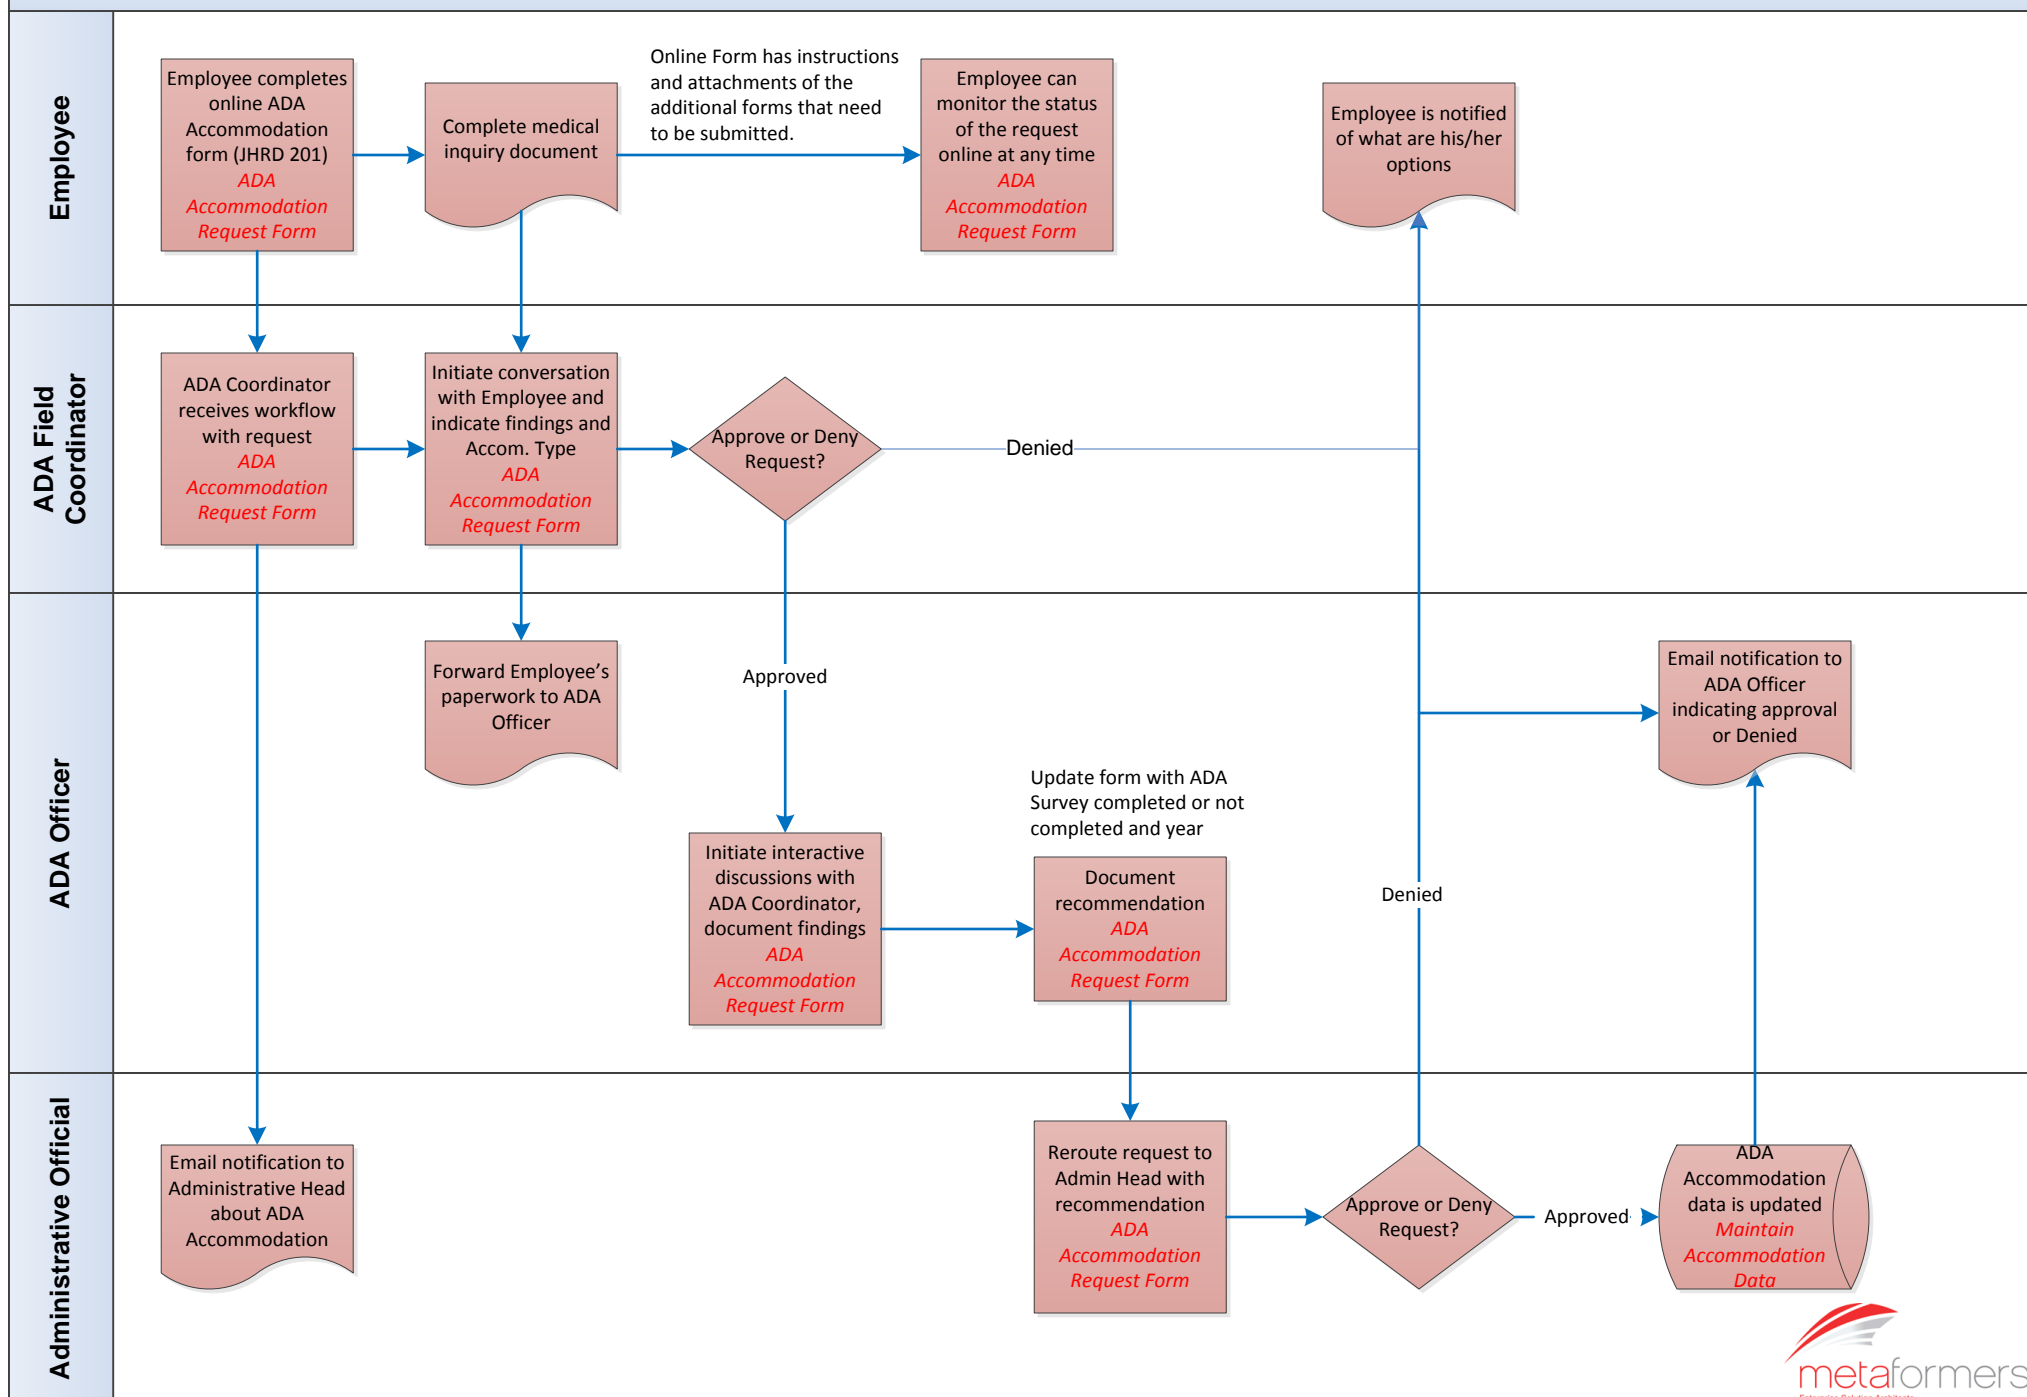 Employee
Employee completes
online ADA
Accommodation
form (JHRD 201)
ADA
Accommodation
Request Form
Complete medical
inquiry document
Online Form has instructions
and attachments of the
additional forms that need
to be submitted.
Employee can
monitor the status
of the request
online at any time
ADA
Accommodation
Request Form
Employee is notified
of what are his/her
options
ADA Field
Coordinator
ADA Coordinator
receives workflow
with request
ADA
Accommodation
Request Form
Initiate conversation
with Employee and
indicate findings and
Accom. Type
ADA
Accommodation
Request Form
Approve or Deny
Request?
Denied
ADA Officer
Forward Employee's
paperwork to ADA
Officer
Approved
Initiate interactive
discussions with
ADA Coordinator,
document findings
ADA
Accommodation
Request Form
Update form with ADA
Survey completed or not
completed and year
Document
recommendation
ADA
Accommodation
Request Form
Denied
Email notification to
ADA Officer
indicating approval
or Denied
Administrative Official
Email notification to
Administrative Head
about ADA
Accommodation
Reroute request to
Admin Head with
recommendation
ADA
Accommodation
Request Form
Approve or Deny
Request?
Approved
ADA
Accommodation
data is updated
Maintain
Accommodation
Data
metaformers
Enterprise Solution Architects